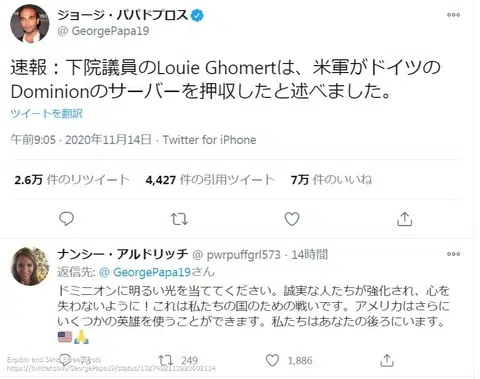 ジョージ・パパドプロス
@ GeorgePapa19
速報：下院議員のLouie Ghomertは、米軍がドイツの
Dominionのサーバーを押収したと述べました。
ツイートを翻訳
午前9:05 · 2020年11月14日 · Twitter for iPhone
2.6万 件のリツイート 4,427 件の引用ツイート 7万 件のいいね
ナンシー・アルドリッチ @ pwrpuffgrl573 · 14時間
返信先: @ GeorgePapa19さん
ドミニオンに明るい光を当ててください。誠実な人たちが強化され、心を
失わないように！これは私たちの国のための戦いです。アメリカはさらに
いくつかの英雄を使うことができます。私たちはあなたの後ろにいます。
🇺🇸🙏
73 249 1,886